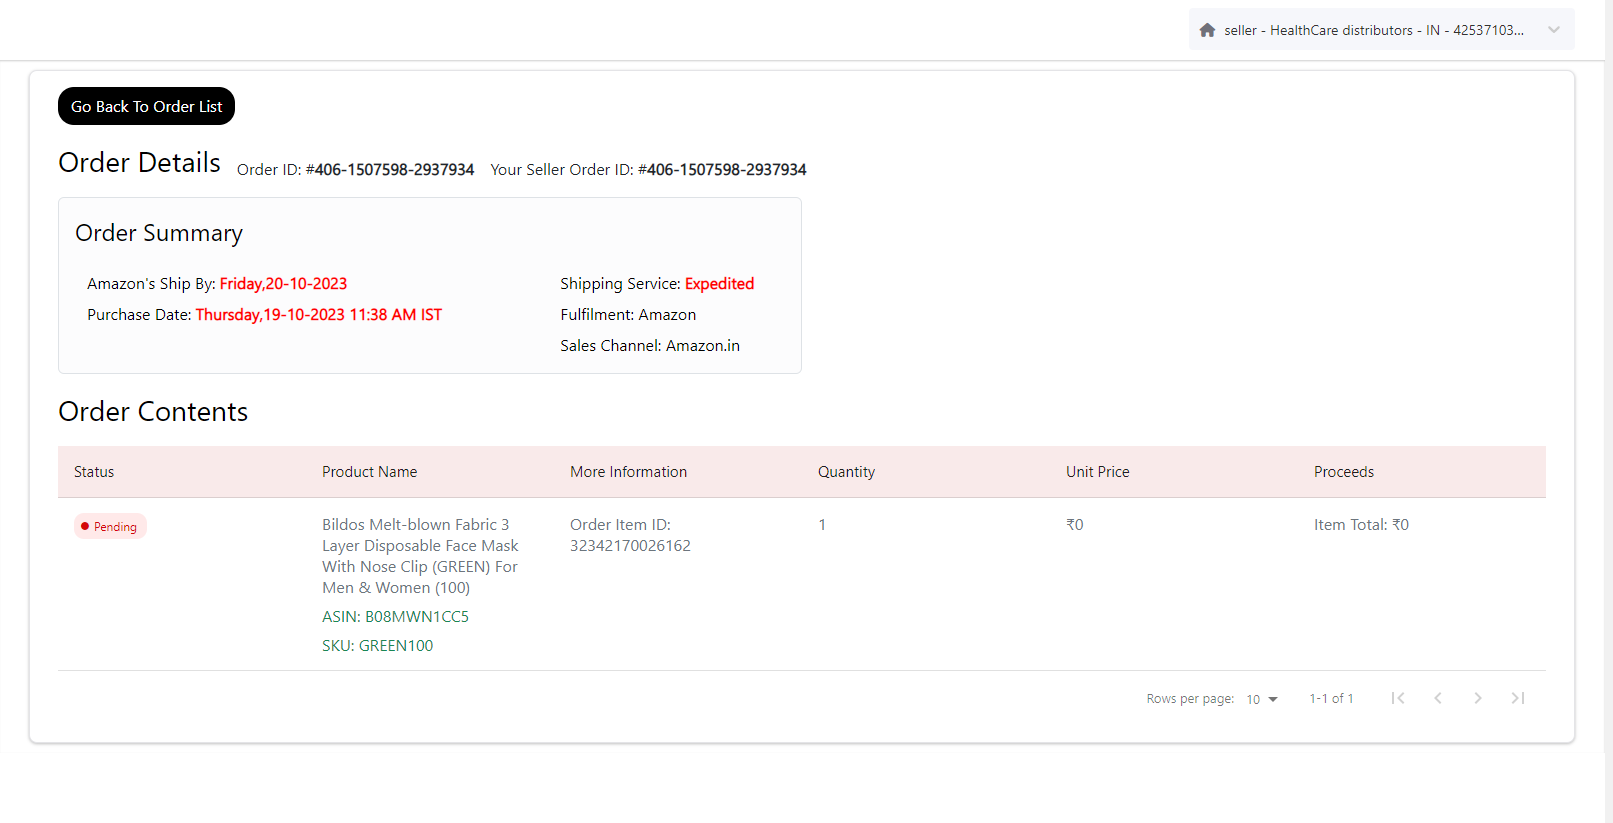 seller - HealthCare distributors - IN - 42537103...
Go Back To Order List
Order Details Order ID: #406-1507598-2937934 Your Seller Order ID: #406-1507598-2937934
Order Summary
Amazon's Ship By: Friday,20-10-2023 Shipping Service: Expedited
Purchase Date: Thursday,19-10-2023 11:38 AM IST Fulfilment: Amazon
Sales Channel: Amazon.in
Order Contents
Status Product Name More Information Quantity Unit Price Proceeds
Pending Bildos Melt-blown Fabric 3 Order Item ID: 1 ₹0 Item Total: ₹0
Layer Disposable Face Mask 32342170026162
With Nose Clip (GREEN) For
Men & Women (100)
ASIN: B08MWN1CC5
SKU: GREEN100
Rows per page: 10 1-1 of 1